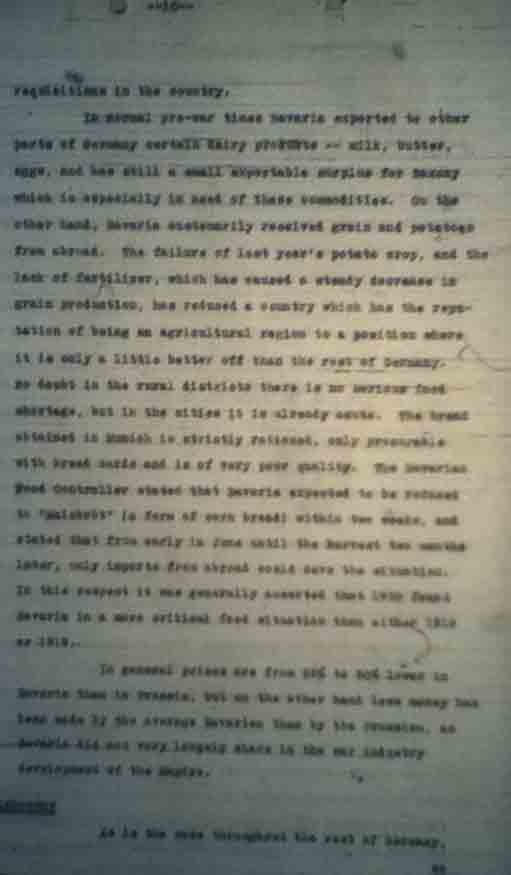 requisitions in the country.
In normal pre-war times Bavaria exported to other
parts of Germany certain dairy products -- milk, butter,
eggs, and has still a small exportable surplus for Saxony
which is especially in need of these commodities. On the
other hand, Bavaria customarily received grain and potatoes
from abroad. The failure of last year's potato crop, and the
lack of fertilizer, which has caused a steady decrease in
grain production, has reduced a country which has the repu-
tation of being an agricultural region to a position where
it is only a little better off than the rest of Germany.
No doubt in the rural districts there is no serious food
shortage, but in the cities it is already acute. The bread
obtained in Munich is strictly rationed, only procurable
with bread cards and is of very poor quality. The Bavarian
Food Controller stated that Bavaria expected to be reduced
to "Maisbrot" (a form of corn bread) within two weeks, and
stated that from early in June until the harvest two months
later, only imports from abroad could save the situation.
In this respect it was generally asserted that 1920 found
Bavaria in a more critical food situation than either 1918
or 1919.
In general prices are from to lower in
Bavaria than in Prussia, but on the other hand less money has
been made by the average Bavarian than by the Prussian, as
Bavaria did not very largely share in the war industry
development of the Empire.
As is the case throughout the rest of Germany,